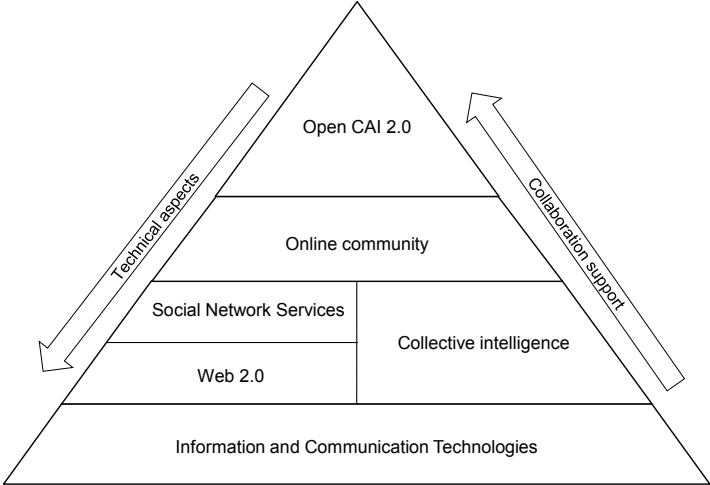 Open CAI 2.0
Technical aspects
Collaboration support
Online community
Social Network Services
Collective intelligence
Web 2.0
Information and Communication Technologies